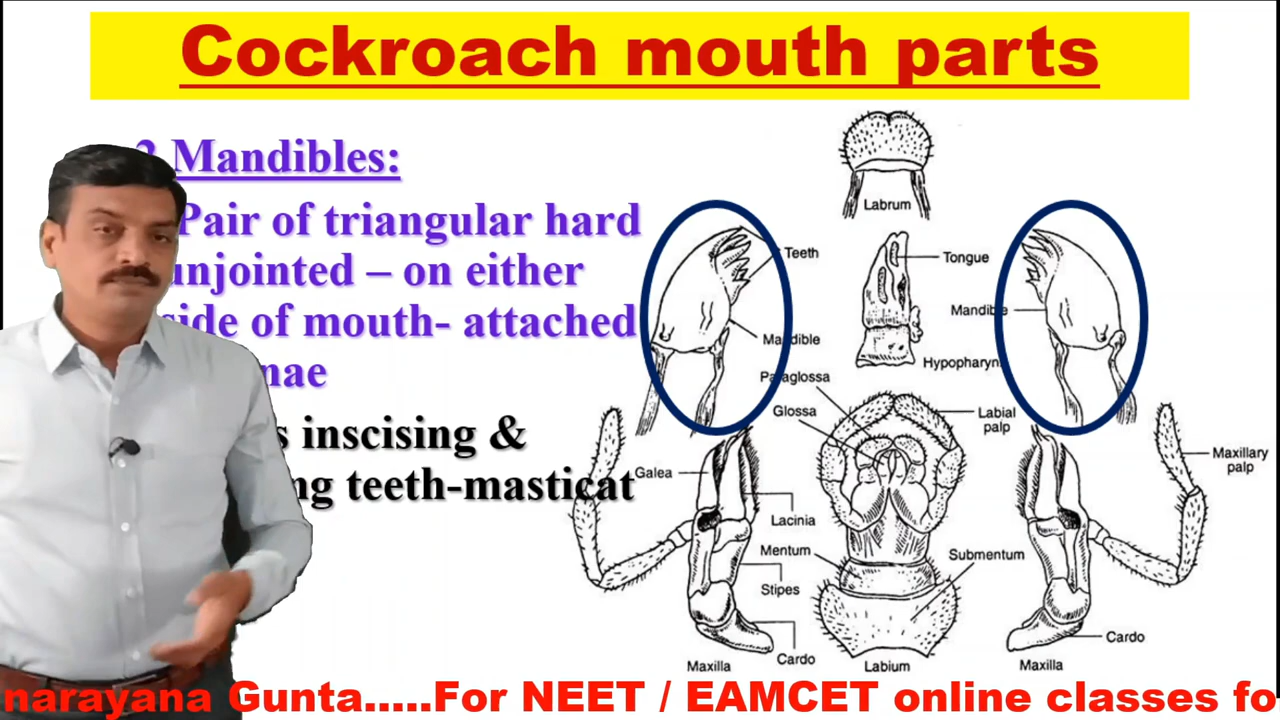 Cockroach mouth parts
Mandibles:
Pair of triangular hard
unjointed – on either
side of mouth- attached
inscising &
teeth-masticat
Labrum
Teeth
Tongue
Mandible
Mandible
Hypopharyn
Paraglossa
Glossa
Labial
palp
Galea
Maxillary
palp
Lacinia
Mentum
Submentum
Stipes
Cardo
Cardo
Maxilla
Labium
Maxilla
narayana Gunta.....For NEET / EAMCET online classes fo